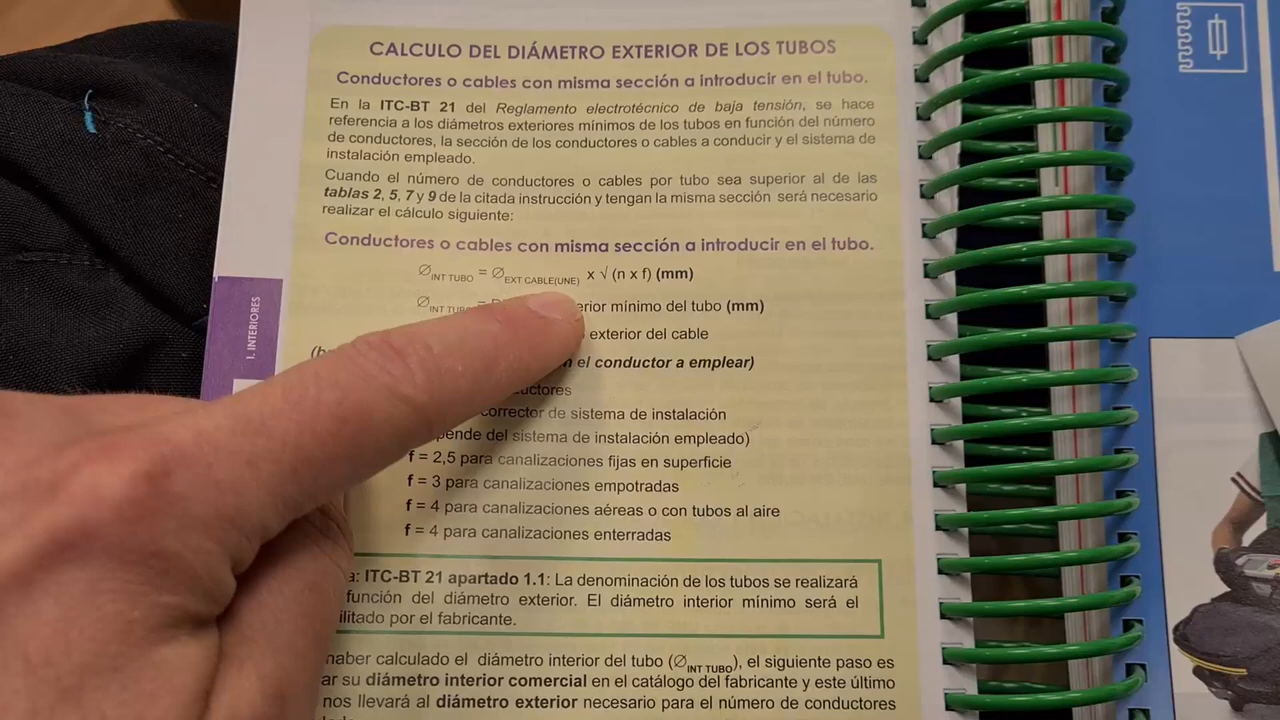 CALCULO DEL DIÁMETRO EXTERIOR DE LOS TUBOS
Conductores o cables con misma sección a introducir en el tubo.
En la ITC-BT 21 del Reglamento electrotécnico de baja tensión, se hace
referencia a los diámetros exteriores mínimos de los tubos en función del número
de conductores, la sección de los conductores o cables a conducir y el sistema de
instalación empleado.
Cuando el número de conductores o cables por tubo sea superior al de las
tablas 2, 5, 7 y 9 de la citada instrucción y tengan la misma sección será necesario
realizar el cálculo siguiente:
Conductores o cables con misma sección a introducir en el tubo.
∅INT TUBO = ∅EXT CABLE(UNE) x √ (n x f) (mm)
∅INT TUBO = mínimo del tubo (mm)
exterior del cable
el conductor a emplear)
corrector de sistema de instalación
del sistema de instalación empleado)
f = 2,5 para canalizaciones fijas en superficie
f = 3 para canalizaciones empotradas
f = 4 para canalizaciones aéreas o con tubos al aire
f = 4 para canalizaciones enterradas
1. INTERIORES
ITC-BT 21 apartado 1.1: La denominación de los tubos se realizará
función del diámetro exterior. El diámetro interior mínimo será el
por el fabricante.
haber calculado el diámetro interior del tubo (∅INT TUBO), el siguiente paso es
su diámetro interior comercial en el catálogo del fabricante y este último
nos llevará al diámetro exterior necesario para el número de conductores